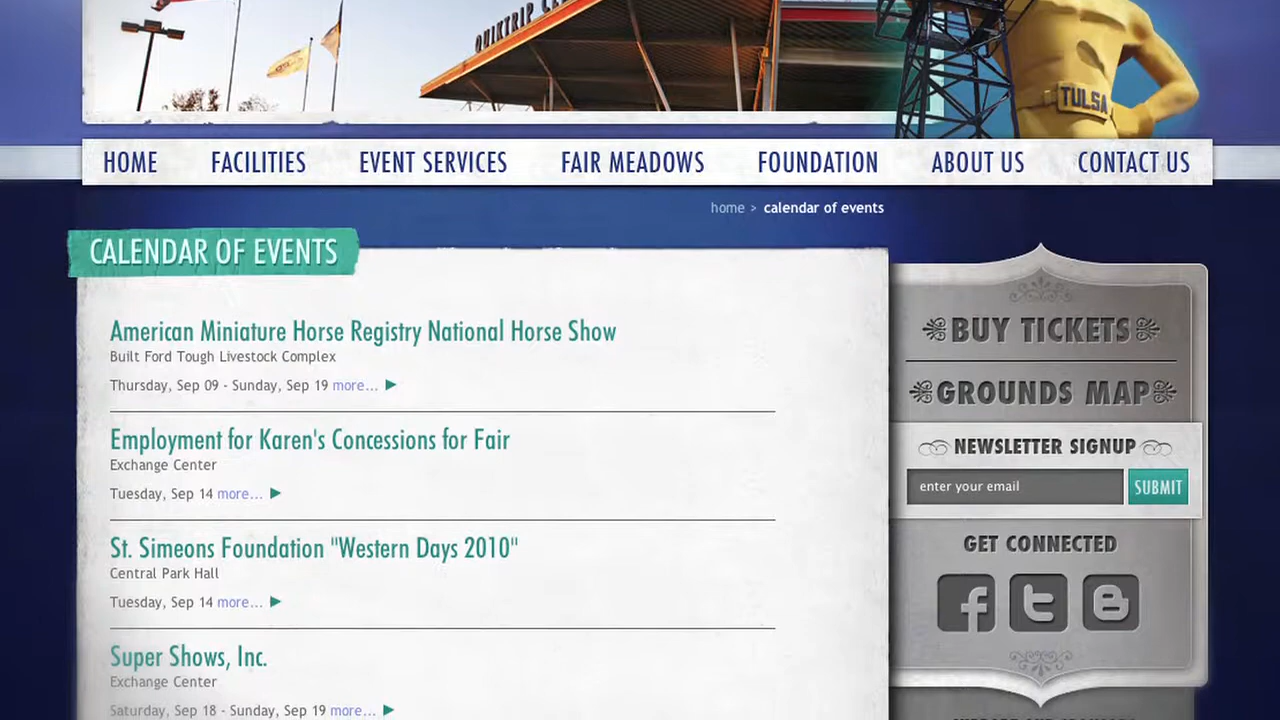 QUIKTRIP CE
TULSA
HOME FACILITIES EVENT SERVICES FAIR MEADOWS FOUNDATION ABOUT US CONTACT US
home > calendar of events
CALENDAR OF EVENTS
American Miniature Horse Registry National Horse Show
Built Ford Tough Livestock Complex
Thursday, Sep 09 - Sunday, Sep 19 more...
Employment for Karen's Concessions for Fair
Exchange Center
Tuesday, Sep 14 more...
St. Simeons Foundation "Western Days 2010"
Central Park Hall
Tuesday, Sep 14 more...
Super Shows, Inc.
Exchange Center
Saturday, Sep 18 - Sunday, Sep 19 more...
BUY TICKETS
GROUNDS MAP
NEWSLETTER SIGNUP
enter your email SUBMIT
GET CONNECTED